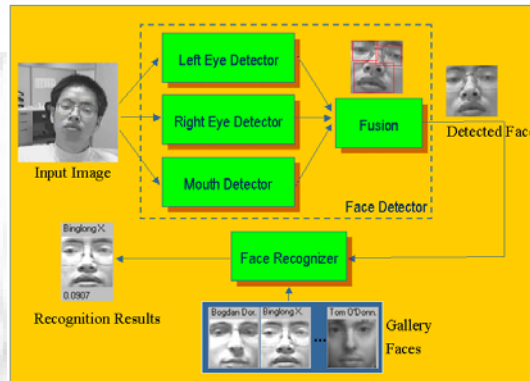 Left Eye Detector
Right Eye Detector
Mouth Detector
Fusion
Input Image
Detected Face
Face Detector
Binglong X.
0.0907
Recognition Results
Face Recognizer
Bogdan Dor.
Binglong X.
...
Tom O'Donn.
Gallery
Faces